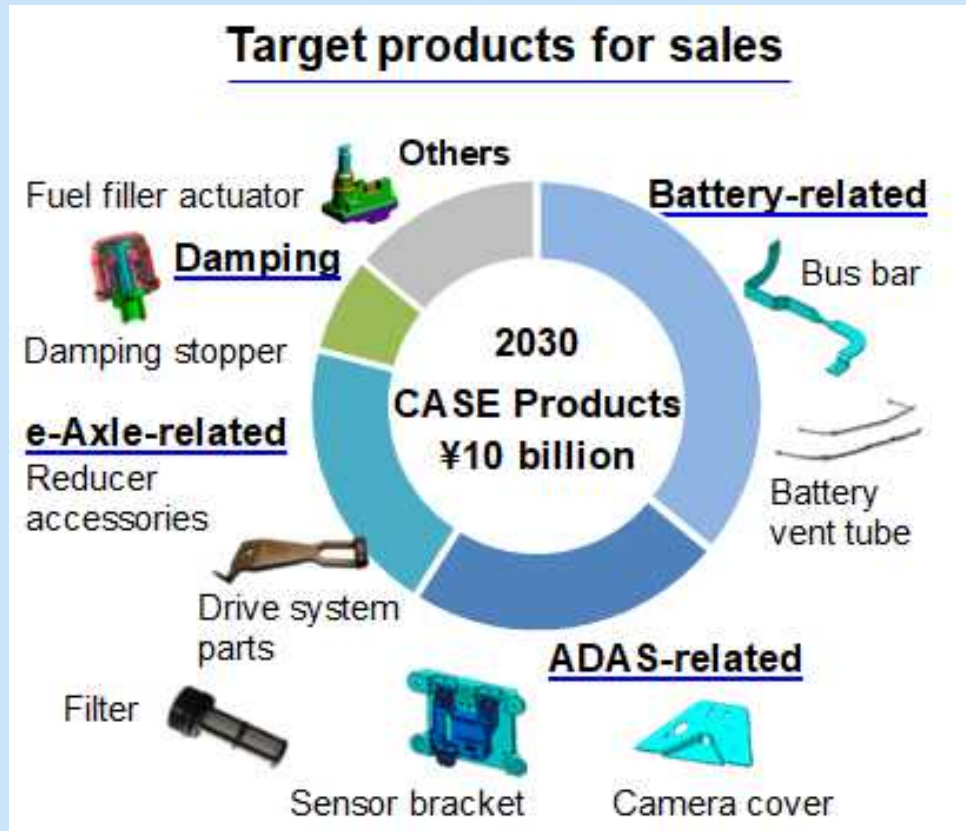 Target products for sales
Others
Fuel filler actuator
Battery-related
Damping
Bus bar
Damping stopper
2030
CASE Products
¥10 billion
e-Axle-related
Reducer
accessories
Battery
vent tube
Drive system
parts
ADAS-related
Filter
Sensor bracket
Camera cover